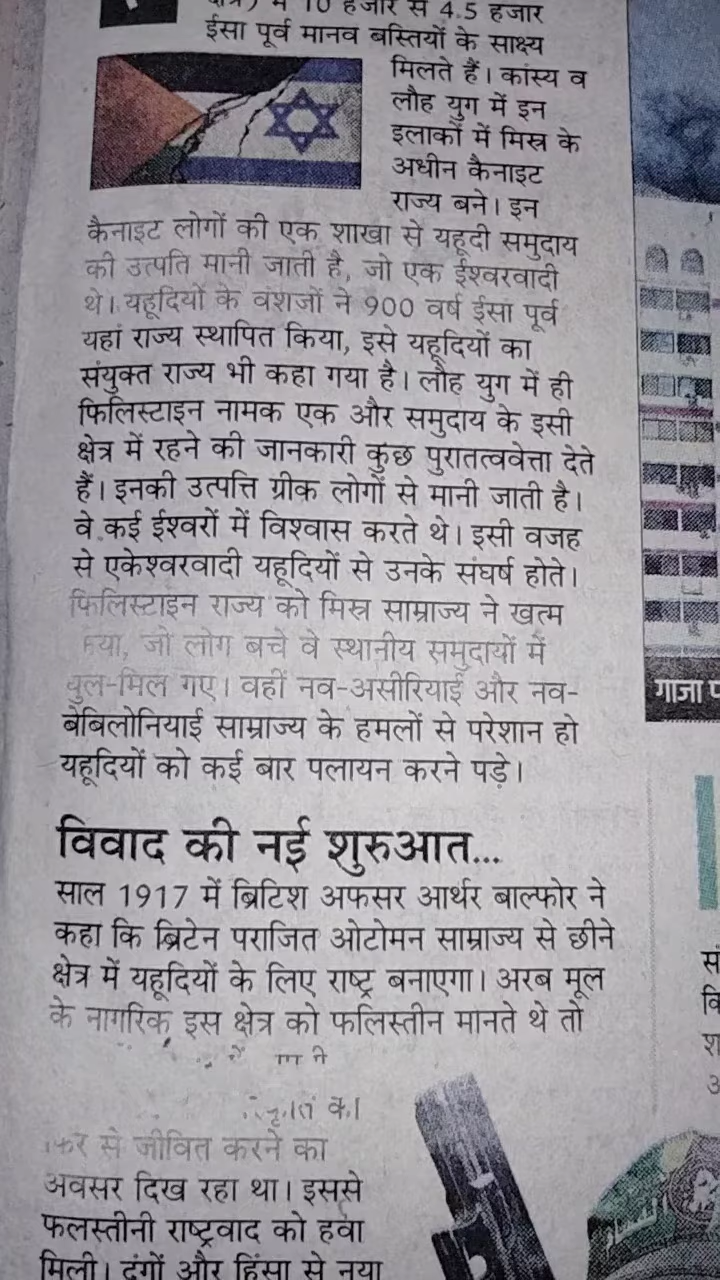 में 10 हजार से 4.5 हजार
ईसा पूर्व मानव बस्तियों के साक्ष्य
मिलते हैं। कांस्य व
लौह युग में इन
इलाकों में मिस्र के
अधीन कैनाइट
राज्य बने। इन
कैनाइट लोगों की एक शाखा से यहूदी समुदाय
की उत्पति मानी जाती है, जो एक ईश्वरवादी
थे। यहूदियों के वंशजों ने 900 वर्ष ईसा पूर्व
यहां राज्य स्थापित किया, इसे यहूदियों का
संयुक्त राज्य भी कहा गया है। लौह युग में ही
फिलिस्टाइन नामक एक और समुदाय के इसी
क्षेत्र में रहने की जानकारी कुछ पुरातत्ववेत्ता देते
हैं। इनकी उत्पत्ति ग्रीक लोगों से मानी जाती है।
वे कई ईश्वरों में विश्वास करते थे। इसी वजह
से एकेश्वरवादी यहूदियों से उनके संघर्ष होते।
फिलिस्टाइन राज्य को मिस्र साम्राज्य ने खत्म
जो लोग बचे वे स्थानीय समुदायों में
घुल-मिल गए। वहीं नव-असीरियाई और नव-
बेबिलोनियाई साम्राज्य के हमलों से परेशान हो
यहूदियों को कई बार पलायन करने पड़े।
विवाद की नई शुरुआत...
साल 1917 में ब्रिटिश अफसर आर्थर बाल्फोर ने
कहा कि ब्रिटेन पराजित ओटोमन साम्राज्य से छीने
क्षेत्र में यहूदियों के लिए राष्ट्र बनाएगा। अरब मूल
के नागरिक इस क्षेत्र को फलिस्तीन मानते थे तो
से जीवित करने का
अवसर दिख रहा था। इससे
फलस्तीनी राष्ट्रवाद को हवा
मिली। दंगों और हिंसा से नया
गाजा